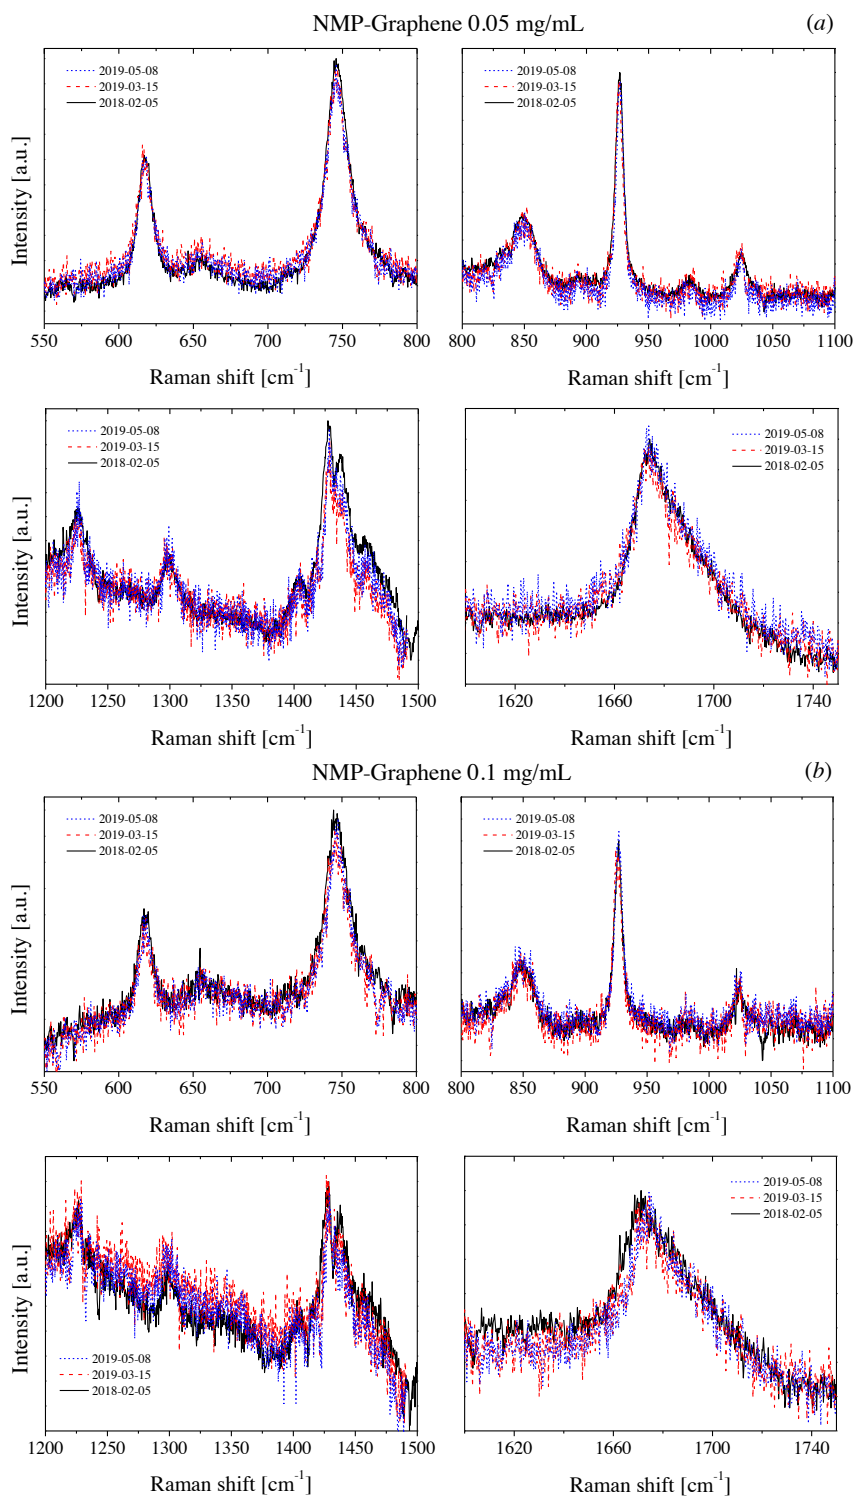 NMP-Graphene 0.05 mg/mL (a)
2019-05-08
2019-03-15
2018-02-05
Intensity [a.u.]
550 600 650 700 750 800
Raman shift [cm-1]
2019-05-08
2019-03-15
2018-02-05
800 850 900 950 1000 1050 1100
Raman shift [cm-1]
2019-05-08
2019-03-15
2018-02-05
Intensity [a.u.]
1200 1250 1300 1350 1400 1450 1500
Raman shift [cm-1]
2019-05-08
2019-03-15
2018-02-05
1620 1660 1700 1740
Raman shift [cm-1]
NMP-Graphene 0.1 mg/mL (b)
2019-05-08
2019-03-15
2018-02-05
Intensity [a.u.]
550 600 650 700 750 800
Raman shift [cm-1]
2019-05-08
2019-03-15
2018-02-05
800 850 900 950 1000 1050 1100
Raman shift [cm-1]
2019-05-08
2019-03-15
2018-02-05
Intensity [a.u.]
1200 1250 1300 1350 1400 1450 1500
Raman shift [cm-1]
2019-05-08
2019-03-15
2018-02-05
1620 1660 1700 1740
Raman shift [cm-1]